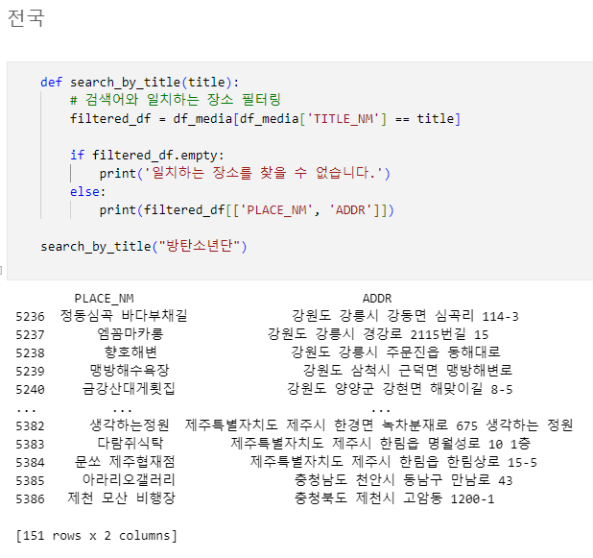 전국
def search_by_title(title):
# 검색어와 일치하는 장소 필터링
filtered_df = df_media[df_media['TITLE_NM'] == title]
if filtered_df.empty:
print('일치하는 장소를 찾을 수 없습니다.')
else:
print(filtered_df[['PLACE_NM', 'ADDR']])
search_by_title("방탄소년단")
PLACE_NM ADDR
5236 정동심곡 바다부채길 강원도 강릉시 강동면 심곡리 114-3
5237 엠꼼마카롱 강원도 강릉시 경강로 2115번길 15
5238 향호해변 강원도 강릉시 주문진읍 동해대로
5239 맹방해수욕장 강원도 삼척시 근덕면 맹방해변로
5240 금강산대게횟집 강원도 양양군 강현면 해맞이길 8-5
... ... ...
5382 생각하는정원 제주특별자치도 제주시 한경면 녹차분재로 675 생각하는 정원
5383 다람쥐식탁 제주특별자치도 제주시 한림읍 명월성로 10 1층
5384 문쏘 제주협재점 제주특별자치도 제주시 한림읍 한림상로 15-5
5385 아라리오갤러리 충청남도 천안시 동남구 만남로 43
5386 제천 모산 비행장 충청북도 제천시 고암동 1200-1
[151 rows x 2 columns]